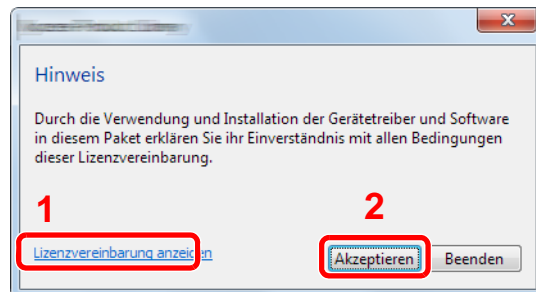 Hinweis
Durch die Verwendung und Installation der Gerätetreiber und Software
in diesem Paket erklären Sie ihr Einverständnis mit allen Bedingungen
dieser Lizenzvereinbarung.
1
2
Lizenzvereinbarung anzeigen
Akzeptieren
Beenden